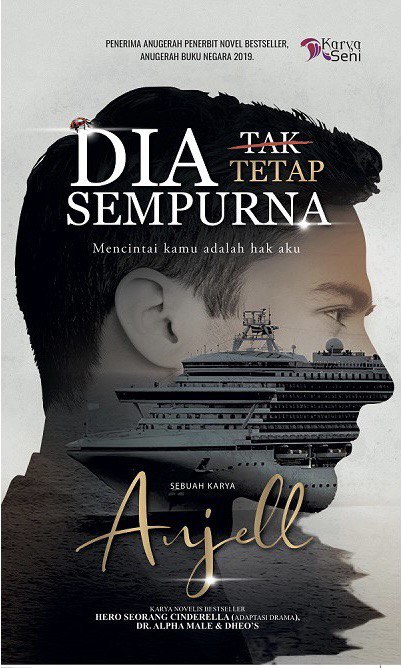 PENERIMA ANUGERAH PENERBIT NOVEL BESTSELLER,
ANUGERAH BUKU NEGARA 2019.
Karya
Seni
DIA TAK
TETAP
SEMPURNA
Mencintai kamu adalah hak aku
SEBUAH KARYA
Anjell
KARYA NOVELIS BESTSELLER
HERO SEORANG CINDERELLA (ADAPTASI DRAMA),
DR. ALPHA MALE & DHEO'S